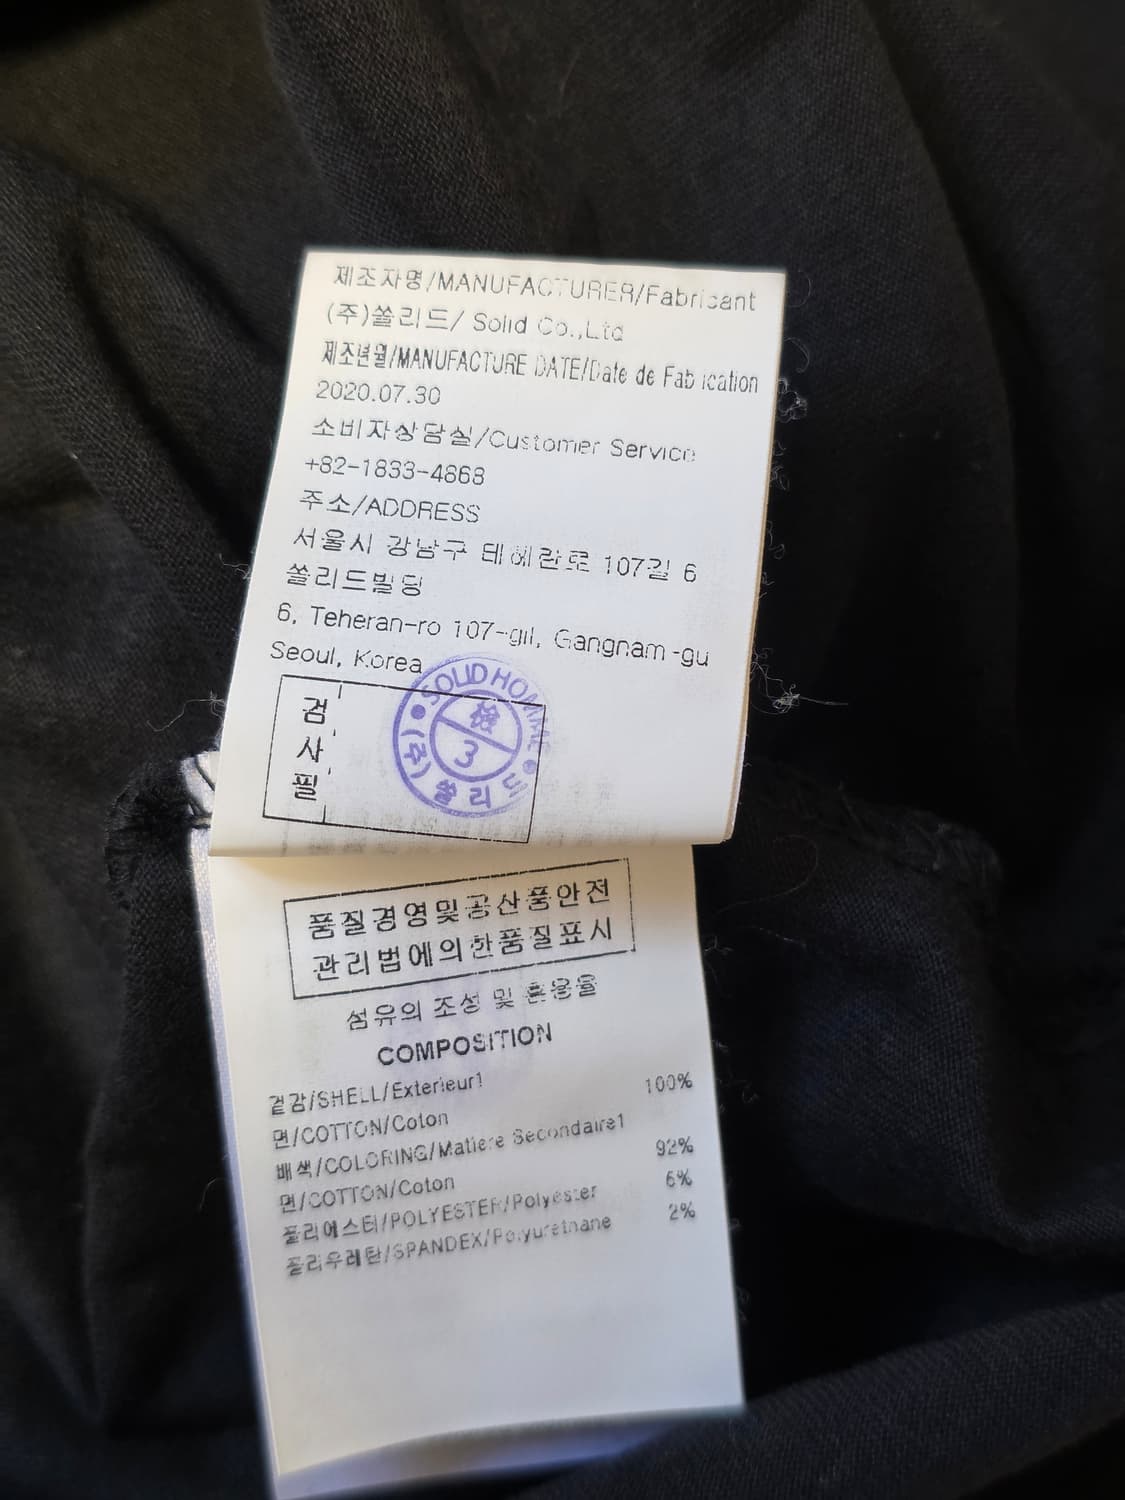 제조자명/MANUFACTURER/Fabricant
(주)쏠리드/ Solid Co.,Ltd
제조년월/MANUFACTURE DATE/Date de Fab ication
2020.07.30
소비자상담실/Customer Service
+82-1833-4868
주소/ADDRESS
서울시 강남구 테헤란로 107길 6
쏠리드빌딩
6, Teheran-ro 107-gil, Gangnam-gu
Seoul, Korea
검사필
SOLID HOMME
檢
3
(주) 쏠리드
품질경영및공산품안전
관리법에의한품질표시
섬유의 조성 및 혼용율
COMPOSITION
겉감/SHELL/Exterieur1
면/COTTON/Coton 100%
배색/COLORING/Matiere Secondaire1
면/COTTON/Coton 92%
폴리에스터/POLYESTER/Polyester 6%
폴리우레탄/SPANDEX/Polyurethane 2%